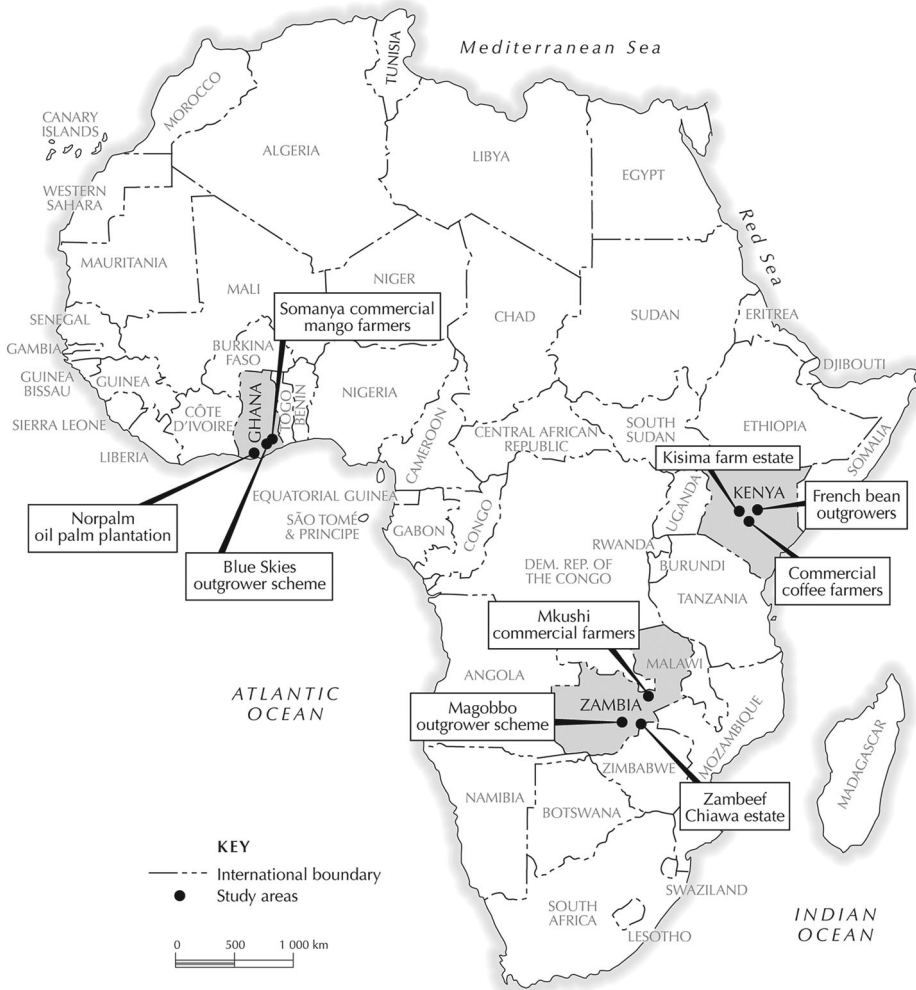 Mediterranean Sea
TUNISIA
MOROCCO
CANARY
ISLANDS
ALGERIA
LIBYA
EGYPT
WESTERN
SAHARA
Red Sea
MAURITANIA
MALI
NIGER
CHAD
SUDAN
ERITREA
Somanya commercial
mango farmers
SENEGAL
GAMBIA
BURKINA
FASO
DJIBOUTI
GUINEA
BISSAU
GUINEA
NIGERIA
GHANA
TOGO
BENIN
CÔTE
D'IVOIRE
SIERRA LEONE
LIBERIA
CAMEROON
CENTRAL AFRICAN
REPUBLIC
SOUTH
SUDAN
ETHIOPIA
SOMALIA
Kisima farm estate
KENYA
UGANDA
French bean
outgrowers
EQUATORIAL GUINEA
SÃO TOMÉ
& PRINCIPE
GABON
CONGO
Norpalm
oil palm plantation
Blue Skies
outgrower scheme
RWANDA
DEM. REP. OF
THE CONGO
BURUNDI
Commercial
coffee farmers
TANZANIA
Mkushi
commercial farmers
ANGOLA
MALAWI
ATLANTIC
OCEAN
ZAMBIA
Magobbo
outgrower scheme
MOZAMBIQUE
MADAGASCAR
ZIMBABWE
NAMIBIA
BOTSWANA
Zambeef
Chiawa estate
KEY
International boundary
Study areas
SWAZILAND
SOUTH
AFRICA
LESOTHO
INDIAN
OCEAN
0 500 1 000 km